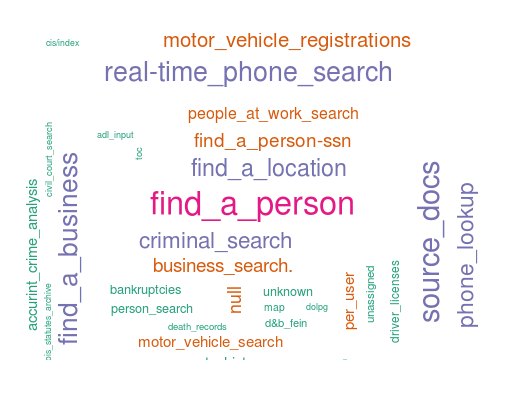 cis/index
motor_vehicle_registrations
real-time_phone_search
people_at_work_search
adl_input
find_a_person-ssn
toc
civil_court_search
find_a_location
find_a_person
criminal_search
business_search.
accurint_crime_analysis
find_a_business
source_docs
phone_lookup
bankruptcies
null
unknown
per_user
unassigned
driver_licenses
person_search
map
dolpg
death_records
d&b_fein
motor_vehicle_search